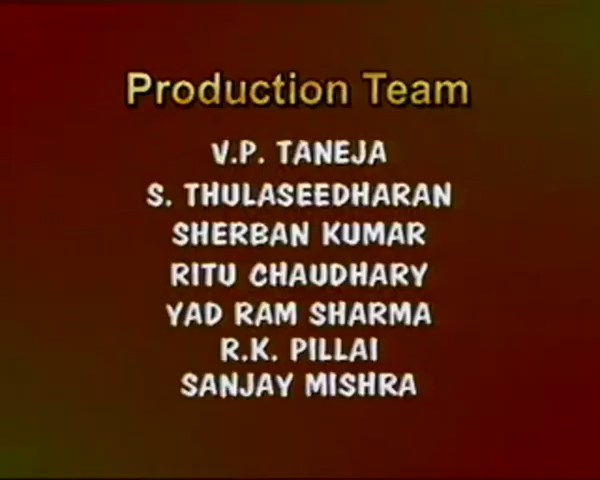 Production Team
V.P. TANEJA
S. THULASEEDHARAN
SHERBAN KUMAR
RITU CHAUDHARY
YAD RAM SHARMA
R.K. PILLAI
SANJAY MISHRA